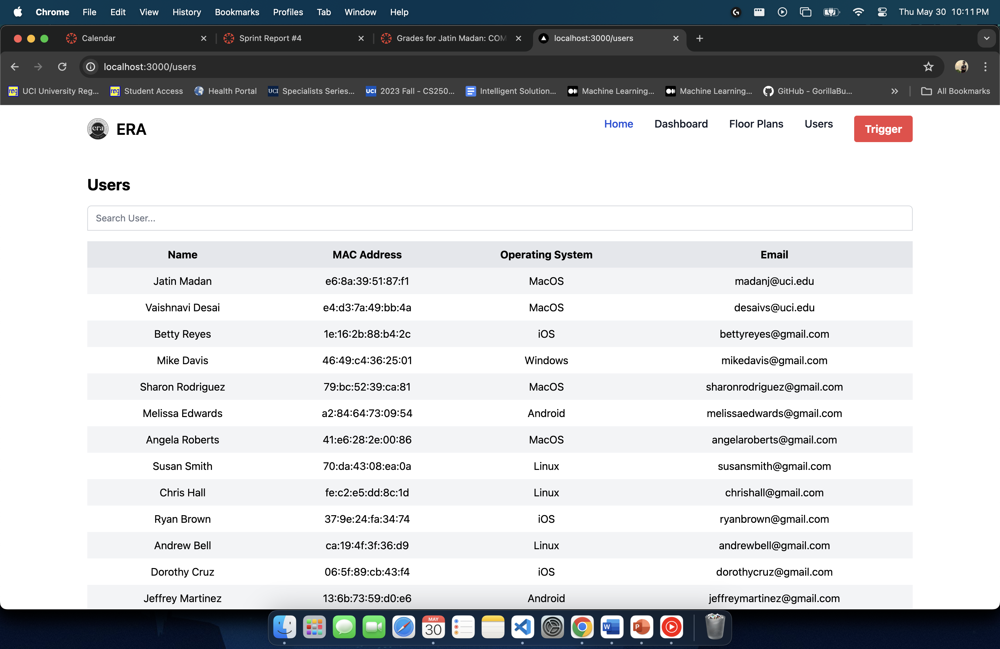 Chrome File Edit View History Bookmarks Profiles Tab Window Help Thu May 30 10:11 PM
Calendar Sprint Report #4 Grades for Jatin Madan: COM localhost:3000/users
localhost:3000/users
reg UCI University Reg... reg Student Access Health Portal UCI Specialists Series... UCI 2023 Fall - CS250... Intelligent Solution... Machine Learning... Machine Learning... GitHub - GorillaBu... All Bookmarks
era ERA Home Dashboard Floor Plans Users Trigger
Users
Search User...
Name MAC Address Operating System Email
Jatin Madan e6:8a:39:51:87:f1 MacOS madanj@uci.edu
Vaishnavi Desai e4:d3:7a:49:bb:4a MacOS desaivs@uci.edu
Betty Reyes 1e:16:2b:88:b4:2c iOS bettyreyes@gmail.com
Mike Davis 46:49:c4:36:25:01 Windows mikedavis@gmail.com
Sharon Rodriguez 79:bc:52:39:ca:81 MacOS sharonrodriguez@gmail.com
Melissa Edwards a2:84:64:73:09:54 Android melissaedwards@gmail.com
Angela Roberts 41:e6:28:2e:00:86 MacOS angelaroberts@gmail.com
Susan Smith 70:da:43:08:ea:0a Linux susansmith@gmail.com
Chris Hall fe:c2:e5:dd:8c:1d Linux chrishall@gmail.com
Ryan Brown 37:9e:24:fa:34:74 iOS ryanbrown@gmail.com
Andrew Bell ca:19:4f:3f:36:d9 Linux andrewbell@gmail.com
Dorothy Cruz 06:5f:89:cb:43:f4 iOS dorothycruz@gmail.com
Jeffrey Martinez 13:6b:73:59:d0:e6 Android jeffreymartinez@gmail.com
MAY
30 W P